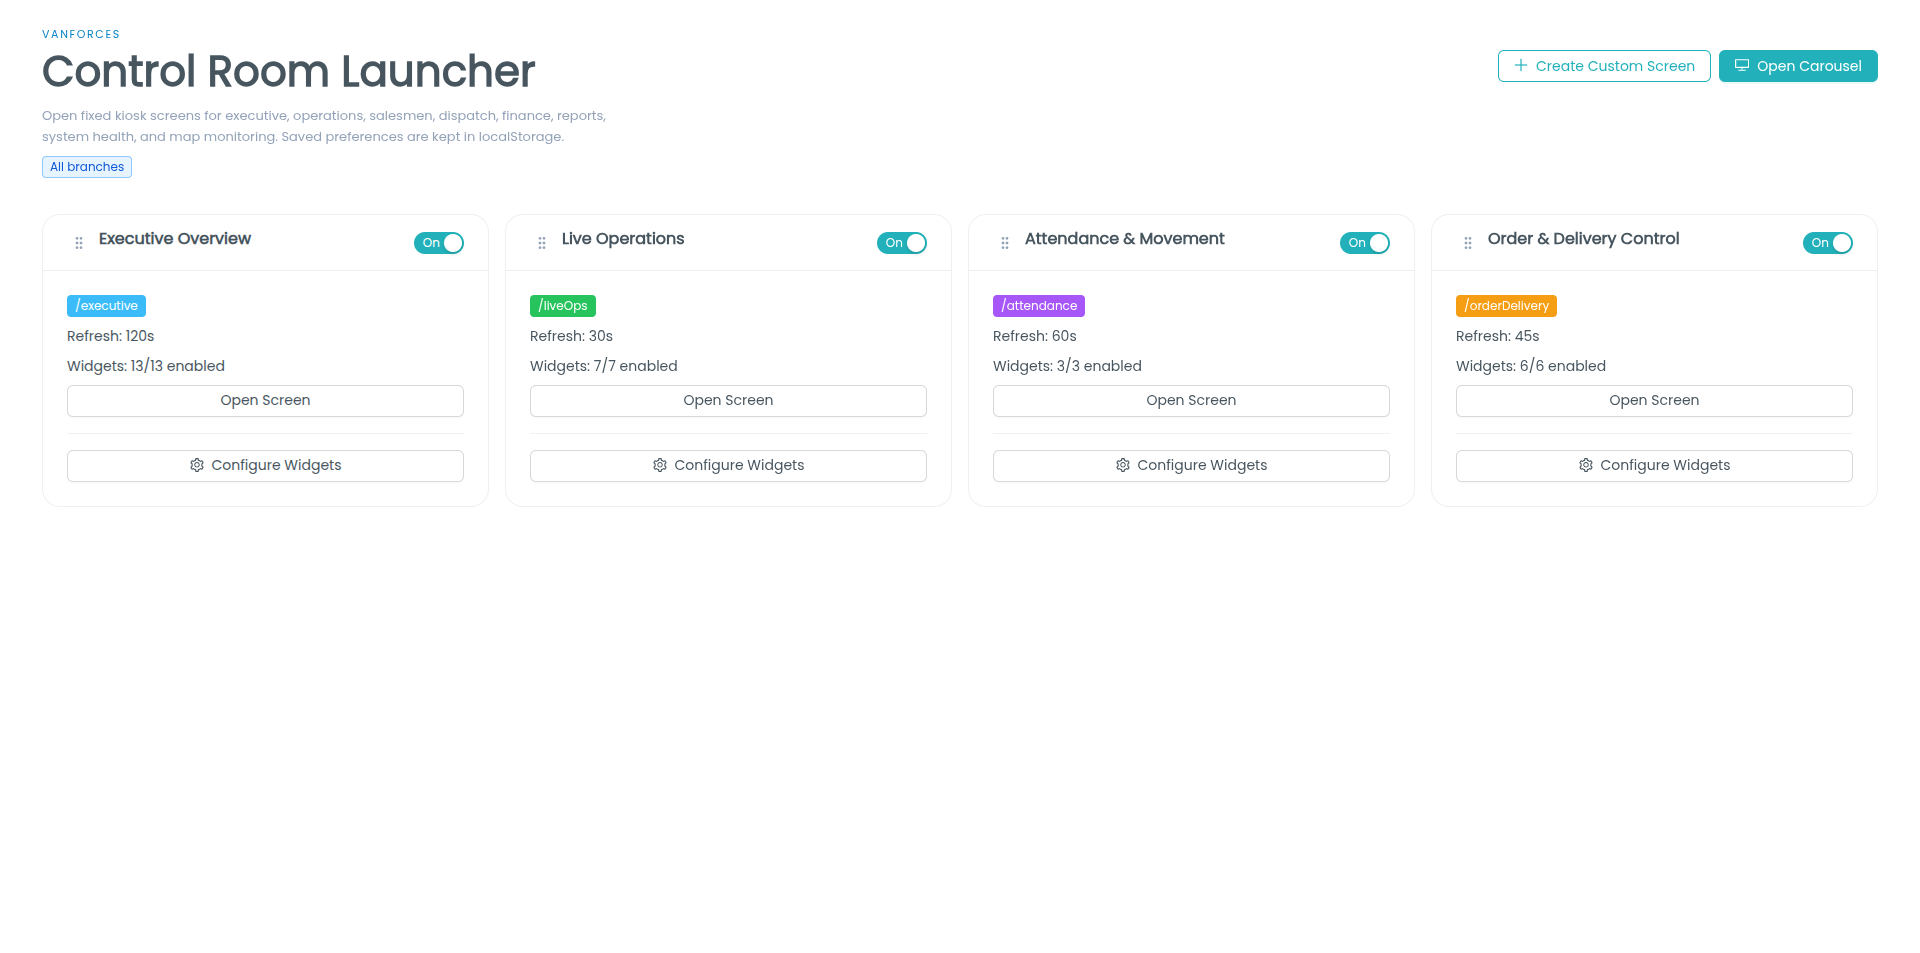 VANFORCES
Control Room Launcher
Create Custom Screen
Open Carousel
Open fixed kiosk screens for executive, operations, salesmen, dispatch, finance, reports,
system health, and map monitoring. Saved preferences are kept in localStorage.
All branches
Executive Overview
On
/executive
Refresh: 120s
Widgets: 13/13 enabled
Open Screen
Configure Widgets
Live Operations
On
/liveOps
Refresh: 30s
Widgets: 7/7 enabled
Open Screen
Configure Widgets
Attendance & Movement
On
/attendance
Refresh: 60s
Widgets: 3/3 enabled
Open Screen
Configure Widgets
Order & Delivery Control
On
/orderDelivery
Refresh: 45s
Widgets: 6/6 enabled
Open Screen
Configure Widgets